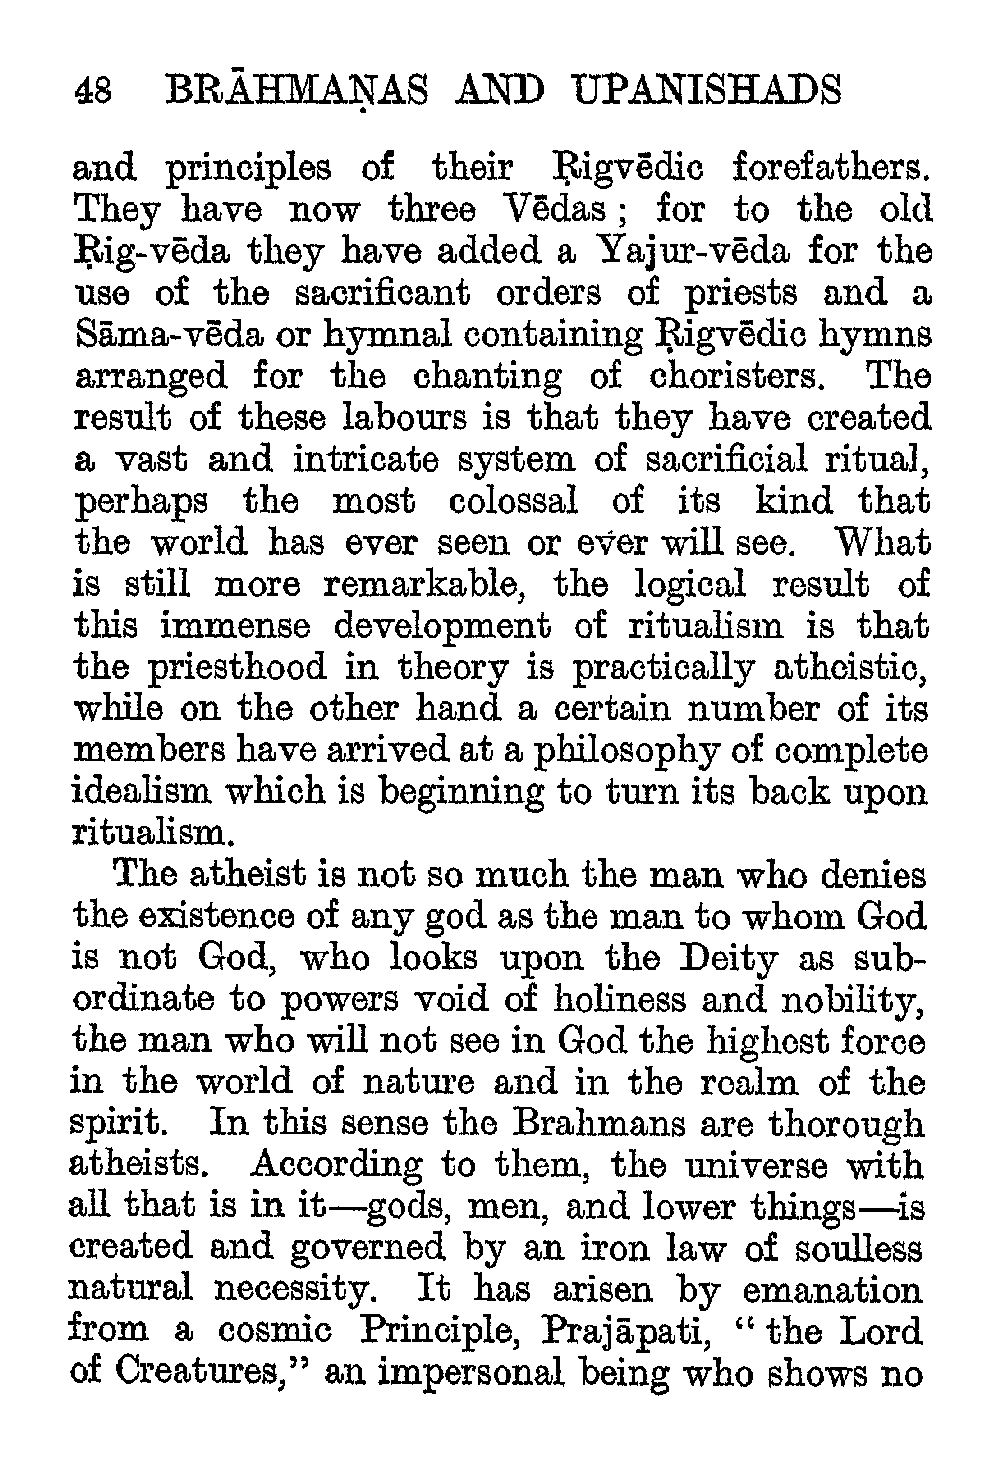 48 BRĀHMAṆAS AND UPANISHADS
and principles of their Ṛigvēdic forefathers.
They have now three Vēdas ; for to the old
Ṛig-vēda they have added a Yajur-vēda for the
use of the sacrificant orders of priests and a
Sāma-vēda or hymnal containing Ṛigvēdic hymns
arranged for the chanting of choristers. The
result of these labours is that they have created
a vast and intricate system of sacrificial ritual,
perhaps the most colossal of its kind that
the world has ever seen or ever will see. What
is still more remarkable, the logical result of
this immense development of ritualism is that
the priesthood in theory is practically atheistic,
while on the other hand a certain number of its
members have arrived at a philosophy of complete
idealism which is beginning to turn its back upon
ritualism.
The atheist is not so much the man who denies
the existence of any god as the man to whom God
is not God, who looks upon the Deity as sub-
ordinate to powers void of holiness and nobility,
the man who will not see in God the highest force
in the world of nature and in the realm of the
spirit. In this sense the Brahmans are thorough
atheists. According to them, the universe with
all that is in it—gods, men, and lower things—is
created and governed by an iron law of soulless
natural necessity. It has arisen by emanation
from a cosmic Principle, Prajāpati, “ the Lord
of Creatures,” an impersonal being who shows no